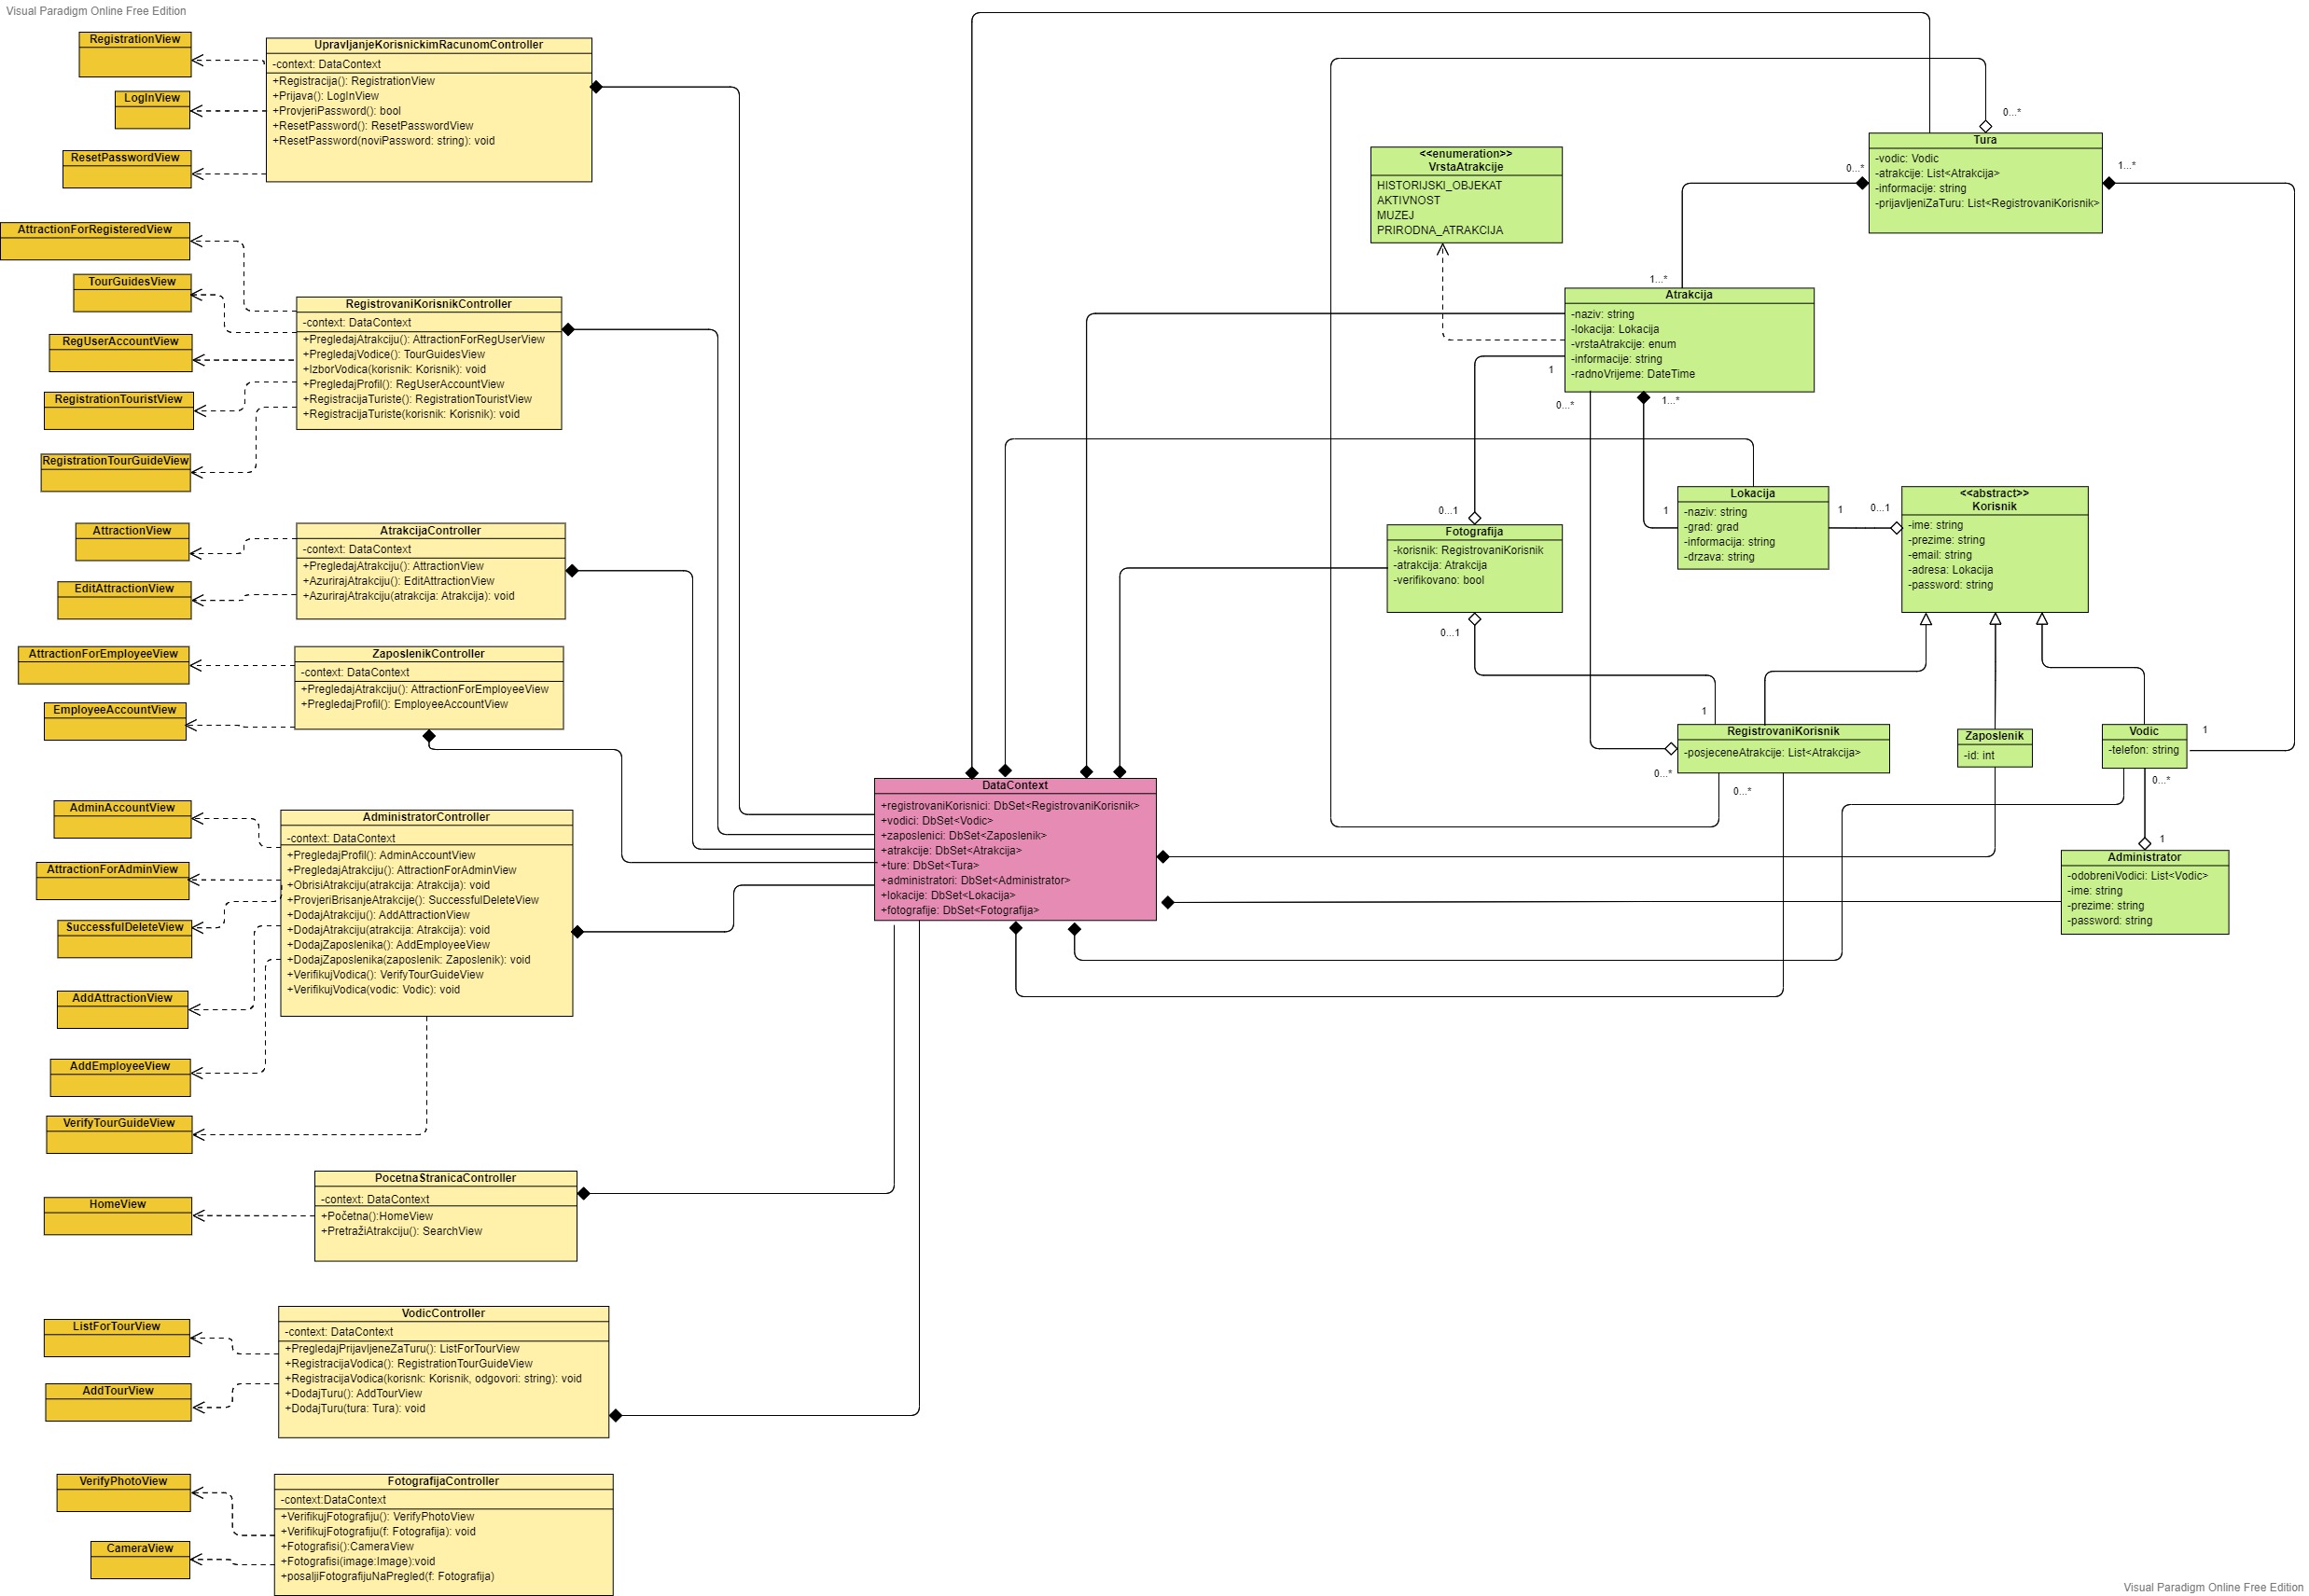 Visual Paradigm Online Free Edition
RegistrationView
LogInView
ResetPasswordView
UpravljanjeKorisnickimRacunomController
-context: DataContext
+Registracija(): RegistrationView
+Prijava(): LogInView
+ProvjeriPassword(): bool
+ResetPassword(): ResetPasswordView
+ResetPassword(noviPassword: string): void
AttractionForRegisteredView
TourGuidesView
RegUserAccountView
RegistrationTouristView
RegistrationTourGuideView
RegistrovaniKorisnikController
-context: DataContext
+PregledajAtrakciju(): AttractionForRegUserView
+PregledajVodice(): TourGuidesView
+IzborVodica(korisnik: Korisnik): void
+PregledajProfil(): RegUserAccountView
+RegistracijaTuriste(): RegistrationTouristView
+RegistracijaTuriste(korisnik: Korisnik): void
AttractionView
EditAttractionView
AtrakcijaController
-context: DataContext
+PregledajAtrakciju(): AttractionView
+AzurirajAtrakciju(): EditAttractionView
+AzurirajAtrakciju(atrakcija: Atrakcija): void
AttractionForEmployeeView
EmployeeAccountView
ZaposlenikController
-context: DataContext
+PregledajAtrakciju(): AttractionForEmployeeView
+PregledajProfil(): EmployeeAccountView
AdminAccountView
AttractionForAdminView
SuccessfulDeleteView
AddAttractionView
AddEmployeeView
VerifyTourGuideView
AdministratorController
-context: DataContext
+PregledajProfil(): AdminAccountView
+PregledajAtrakciju(): AttractionForAdminView
+ObrisiAtrakciju(atrakcija: Atrakcija): void
+ProvjeriBrisanjeAtrakcije(): SuccessfulDeleteView
+DodajAtrakciju(): AddAttractionView
+DodajAtrakciju(atrakcija: Atrakcija): void
+DodajZaposlenika(): AddEmployeeView
+DodajZaposlenika(zaposlenik: Zaposlenik): void
+VerifikujVodica(): VerifyTourGuideView
+VerifikujVodica(vodic: Vodic): void
HomeView
PocetnaStranicaController
-context: DataContext
+Početna():HomeView
+PretražiAtrakciju(): SearchView
ListForTourView
AddTourView
VodicController
-context: DataContext
+PregledajPrijavljeneZaTuru(): ListForTourView
+RegistracijaVodica(): RegistrationTourGuideView
+RegistracijaVodica(korisnk: Korisnik, odgovori: string): void
+DodajTuru(): AddTourView
+DodajTuru(tura: Tura): void
VerifyPhotoView
CameraView
FotografijaController
-context:DataContext
+VerifikujFotografiju(): VerifyPhotoView
+VerifikujFotografiju(f: Fotografija): void
+Fotografisi():CameraView
+Fotografisi(image:Image):void
+posaljiFotografijuNaPregled(f: Fotografija)
DataContext
+registrovaniKorisnici: DbSet<RegistrovaniKorisnik>
+vodici: DbSet<Vodic>
+zaposlenici: DbSet<Zaposlenik>
+atrakcije: DbSet<Atrakcija>
+ture: DbSet<Tura>
+administratori: DbSet<Administrator>
+lokacije: DbSet<Lokacija>
+fotografije: DbSet<Fotografija>
<<enumeration>>
VrstaAtrakcije
HISTORIJSKI_OBJEKAT
AKTIVNOST
MUZEJ
PRIRODNA_ATRAKCIJA
0...*
Tura
-vodic: Vodic
-atrakcije: List<Atrakcija>
-informacije: string
-prijavljeniZaTuru: List<RegistrovaniKorisnik>
0...*
1...*
1...*
Atrakcija
-naziv: string
-lokacija: Lokacija
-vrstaAtrakcije: enum
-informacije: string
-radnoVrijeme: DateTime
1
0...*
1...*
Lokacija
-naziv: string
-grad: grad
-informacija: string
-drzava: string
1
1
0...1
<<abstract>>
Korisnik
-ime: string
-prezime: string
-email: string
-adresa: Lokacija
-password: string
0...1
Fotografija
-korisnik: RegistrovaniKorisnik
-atrakcija: Atrakcija
-verifikovano: bool
0...1
1
RegistrovaniKorisnik
-posjeceneAtrakcije: List<Atrakcija>
0...*
0...*
Zaposlenik
-id: int
Vodic
-telefon: string
1
0...*
1
Administrator
-odobreniVodici: List<Vodic>
-ime: string
-prezime: string
-password: string
Visual Paradigm Online Free Edition